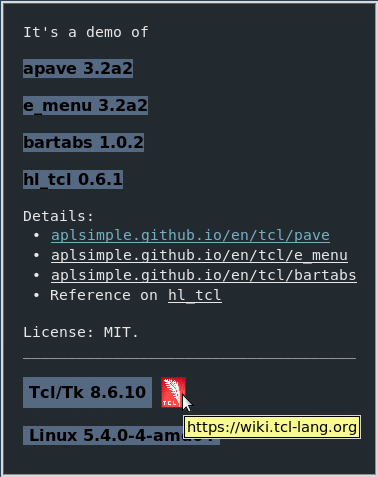 It's a demo of
apave 3.2a2
e_menu 3.2a2
bartabs 1.0.2
hl_tcl 0.6.1
Details:
• aplsimple.github.io/en/tcl/pave
• aplsimple.github.io/en/tcl/e_menu
• aplsimple.github.io/en/tcl/bartabs
• Reference on hl_tcl
License: MIT.
Tcl/Tk 8.6.10
TCL
https://wiki.tcl-lang.org
Linux 5.4.0-4-amd64